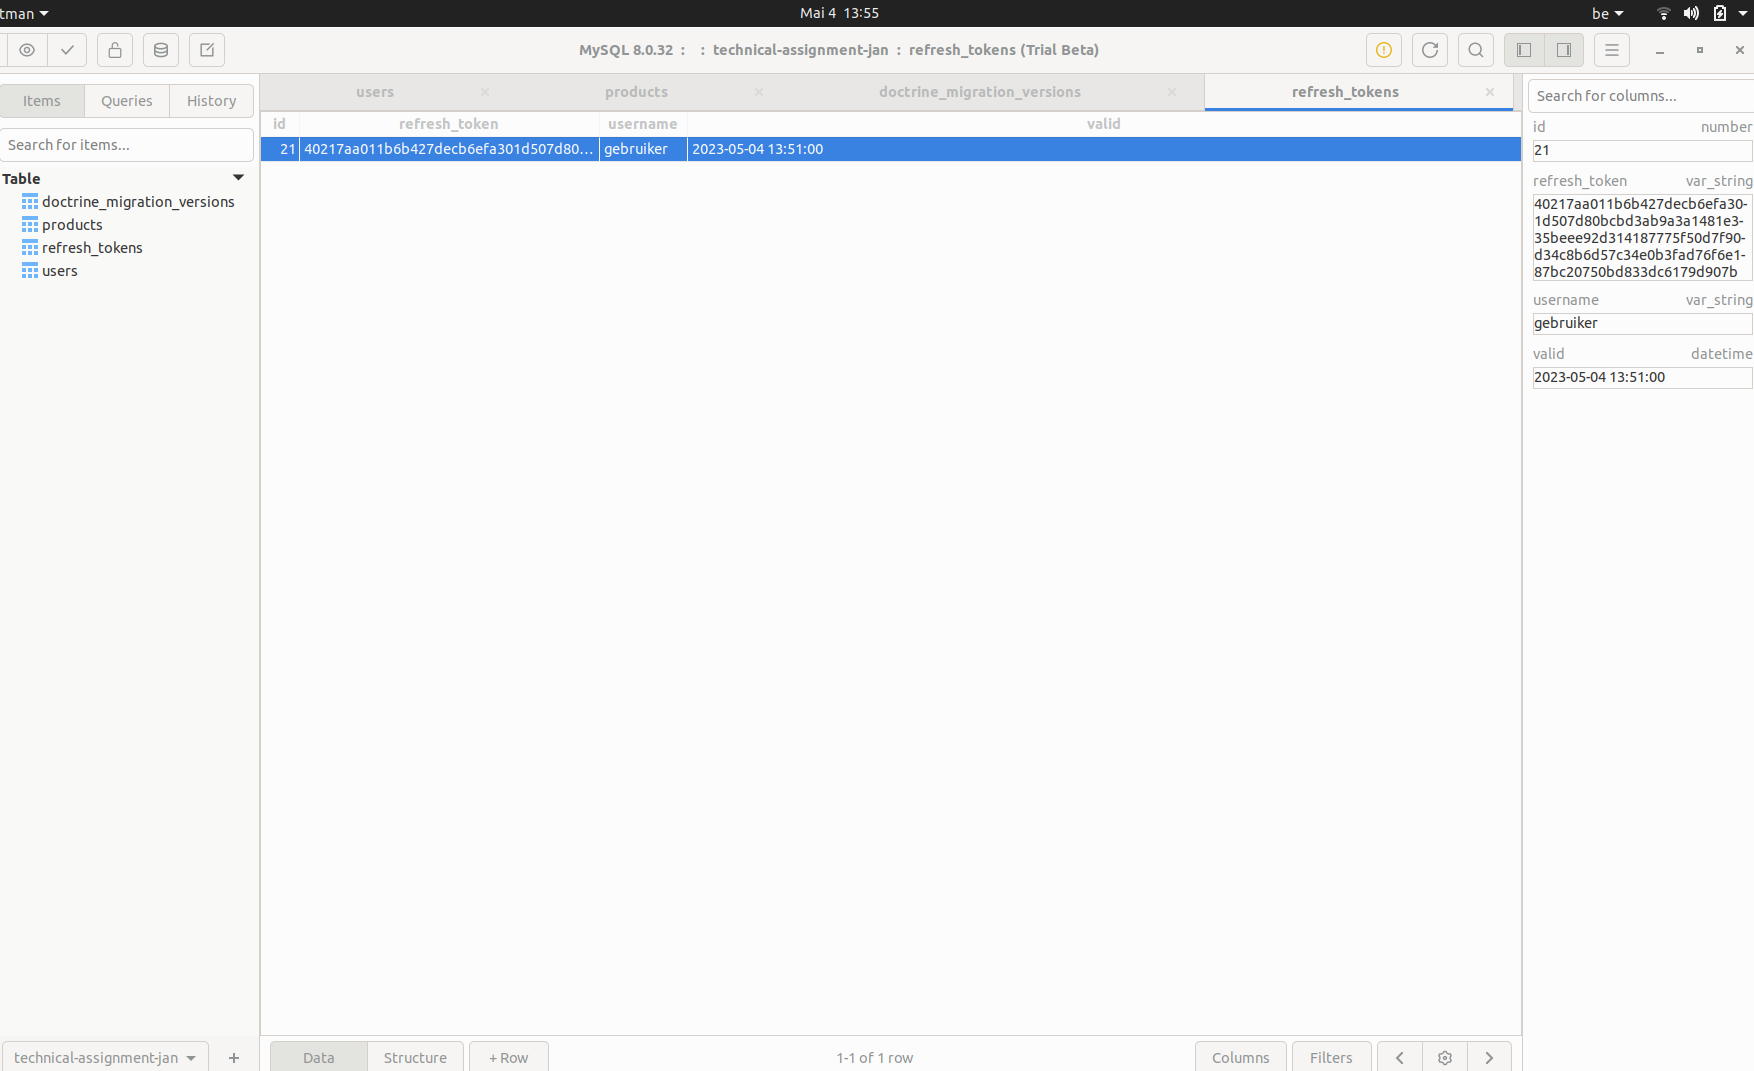 tman
Mai 4 13:55
be
MySQL 8.0.32 : : technical-assignment-jan : refresh_tokens (Trial Beta)
Items Queries History
Search for items...
Table
doctrine_migration_versions
products
refresh_tokens
users
users products doctrine_migration_versions refresh_tokens
id refresh_token username valid
21 40217aa011b6b427decb6efa301d507d80... gebruiker 2023-05-04 13:51:00
Search for columns...
id number
21
refresh_token var_string
40217aa011b6b427decb6efa30-
1d507d80bcbd3ab9a3a1481e3-
35beee92d314187775f50d7f90-
d34c8b6d57c34e0b3fad76f6e1-
87bc20750bd833dc6179d907b
username var_string
gebruiker
valid datetime
2023-05-04 13:51:00
technical-assignment-jan +
Data Structure + Row
1-1 of 1 row
Columns Filters